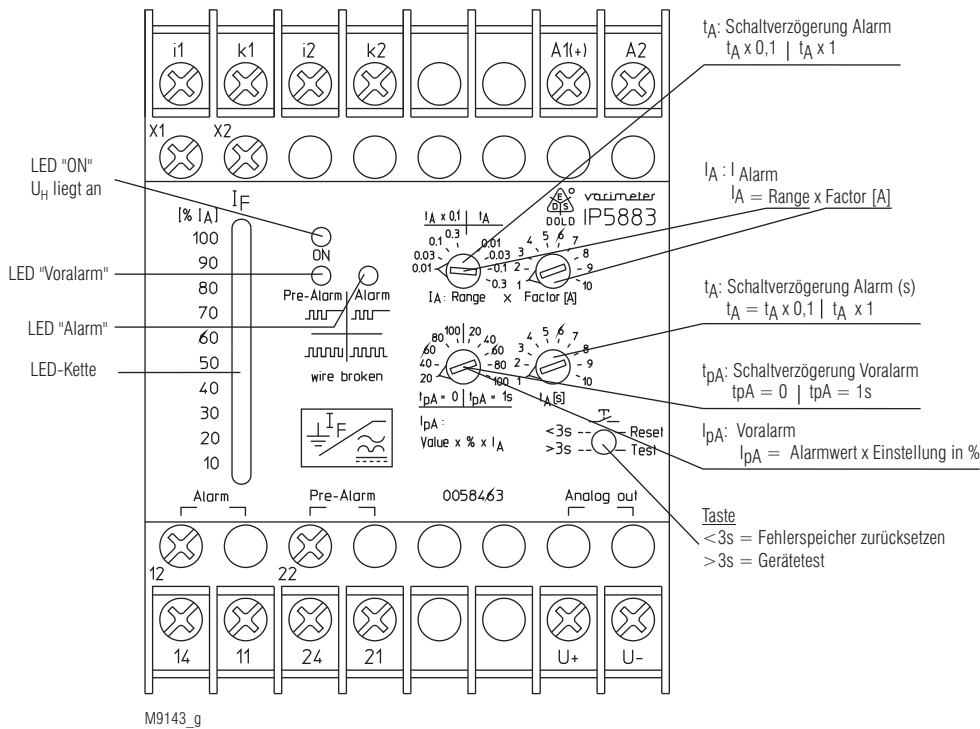 i1 k1 i2 k2 A1(+) A2
X1 X2
LED "ON"
UH liegt an
LED "Voralarm"
LED "Alarm"
LED-Kette
IF
[% IA]
100
90
80
70
60
50
40
30
20
10
ON
Pre-Alarm Alarm
wire broken
IF
E
D S
DOLD
varimeter
IP5883
tA x 0,1 | tA
0.01 0.03 0.1 0.3 0.01 0.03 0.1 0.3
1 2 3 4 5 6 7 8 9 10
IA: Range x Factor [A]
20 40 60 80 100 20 40 60 80 100
1 2 3 4 5 6 7 8 9 10
tpA = 0 | tpA = 1s
tA [s]
IpA:
Value x % x IA
<3s Reset
>3s Test
Alarm Pre-Alarm 0058463 Analog out
12 22
14 11 24 21 U+ U-
M9143_g
tA: Schaltverzögerung Alarm
tA x 0,1 | tA x 1
IA : I Alarm
IA = Range x Factor [A]
tA: Schaltverzögerung Alarm (s)
tA = tA x 0,1 | tA x 1
tpA: Schaltverzögerung Voralarm
tpA = 0 | tpA = 1s
IpA: Voralarm
IpA = Alarmwert x Einstellung in %
Taste
<3s = Fehlerspeicher zurücksetzen
>3s = Gerätetest